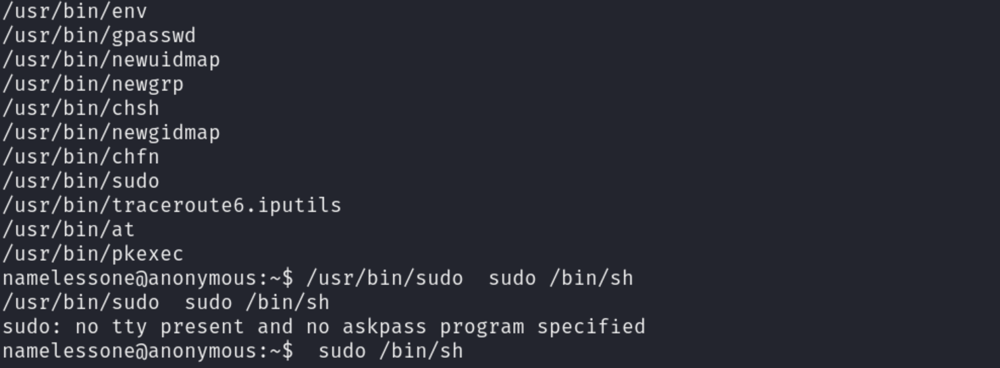 /usr/bin/env
/usr/bin/gpasswd
/usr/bin/newuidmap
/usr/bin/newgrp
/usr/bin/chsh
/usr/bin/newgidmap
/usr/bin/chfn
/usr/bin/sudo
/usr/bin/traceroute6.iputils
/usr/bin/at
/usr/bin/pkexec
namelessone@anonymous:~$ /usr/bin/sudo  sudo /bin/sh
/usr/bin/sudo  sudo /bin/sh
sudo: no tty present and no askpass program specified
namelessone@anonymous:~$  sudo /bin/sh